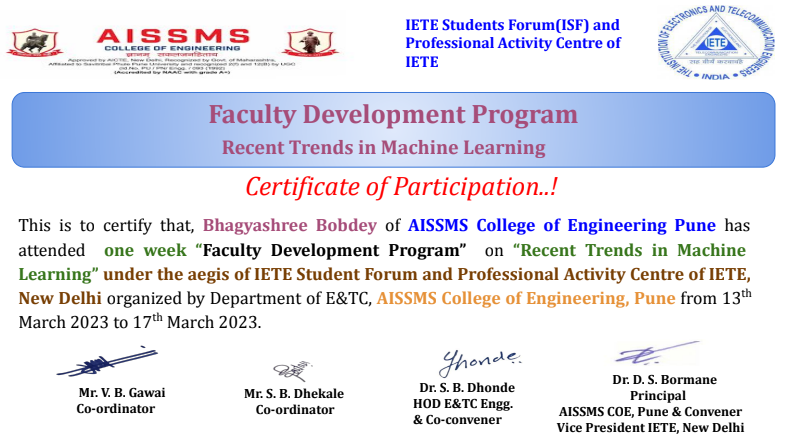 AISSMS
COLLEGE OF ENGINEERING
Approved by AICTE, New Delhi, Recognized by Govt. of Maharashtra,
Affiliated to Savitribai Phule Pune University and recognized 2(f) and 12(B) by UGC
(Id.No. PU / PN/ Engg. / 093 (1992)
(Accredited by NAAC with grade A+)
IETE Students Forum(ISF) and
Professional Activity Centre of
IETE
THE INSTITUTION OF ELECTRONICS AND TELECOMMUNICATION ENGINEERS
IETE
INDIA
Faculty Development Program
Recent Trends in Machine Learning
Certificate of Participation..!
This is to certify that, Bhagyashree Bobdey of AISSMS College of Engineering Pune has
attended one week “Faculty Development Program” on “Recent Trends in Machine
Learning” under the aegis of IETE Student Forum and Professional Activity Centre of IETE,
New Delhi organized by Department of E&TC, AISSMS College of Engineering, Pune from 13th
March 2023 to 17th March 2023.
Mr. V. B. Gawai
Co-ordinator
Mr. S. B. Dhekale
Co-ordinator
Dhonde
Dr. S. B. Dhonde
HOD E&TC Engg.
& Co-convener
Dr. D. S. Bormane
Principal
AISSMS COE, Pune & Convener
Vice President IETE, New Delhi